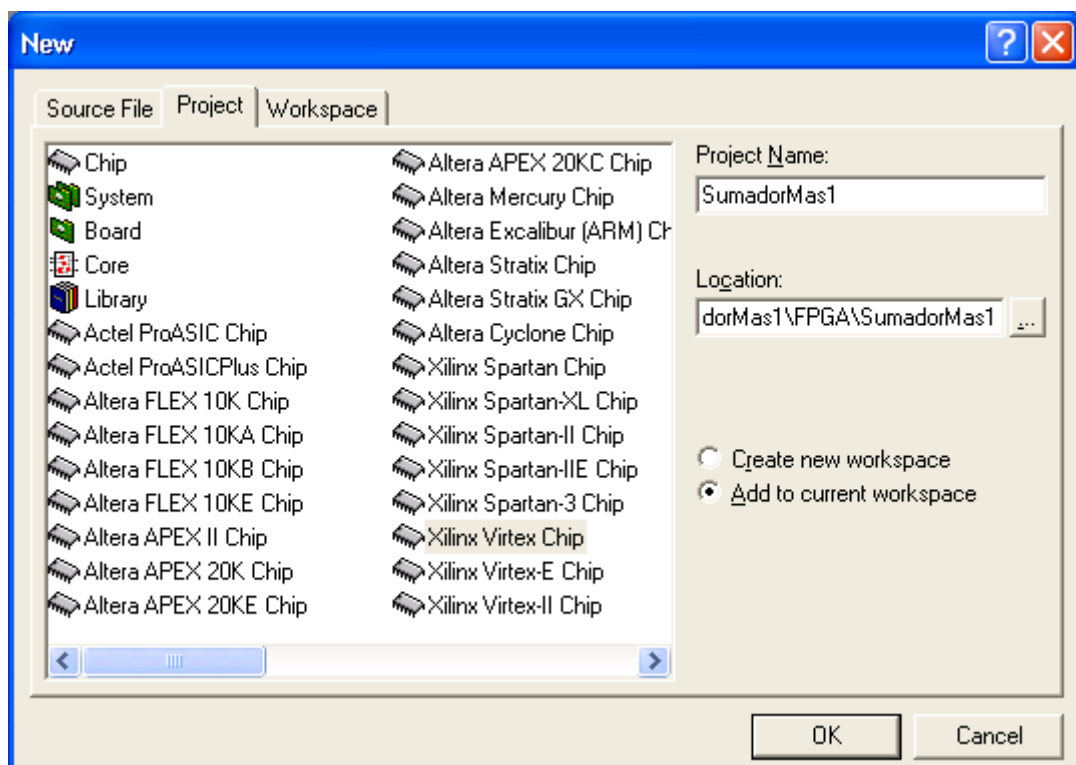 New
Source File
Project
Workspace
Chip
System
Board
Core
Library
Actel ProASIC Chip
Actel ProASICPlus Chip
Altera FLEX 10K Chip
Altera FLEX 10KA Chip
Altera FLEX 10KB Chip
Altera FLEX 10KE Chip
Altera APEX II Chip
Altera APEX 20K Chip
Altera APEX 20KE Chip
Altera APEX 20KC Chip
Altera Mercury Chip
Altera Excalibur (ARM) Ch
Altera Stratix Chip
Altera Stratix GX Chip
Altera Cyclone Chip
Xilinx Spartan Chip
Xilinx Spartan-XL Chip
Xilinx Spartan-II Chip
Xilinx Spartan-IIE Chip
Xilinx Spartan-3 Chip
Xilinx Virtex Chip
Xilinx Virtex-E Chip
Xilinx Virtex-II Chip
Project Name:
SumadorMas1
Location:
dorMas1\FPGA\SumadorMas1
...
Create new workspace
Add to current workspace
OK
Cancel